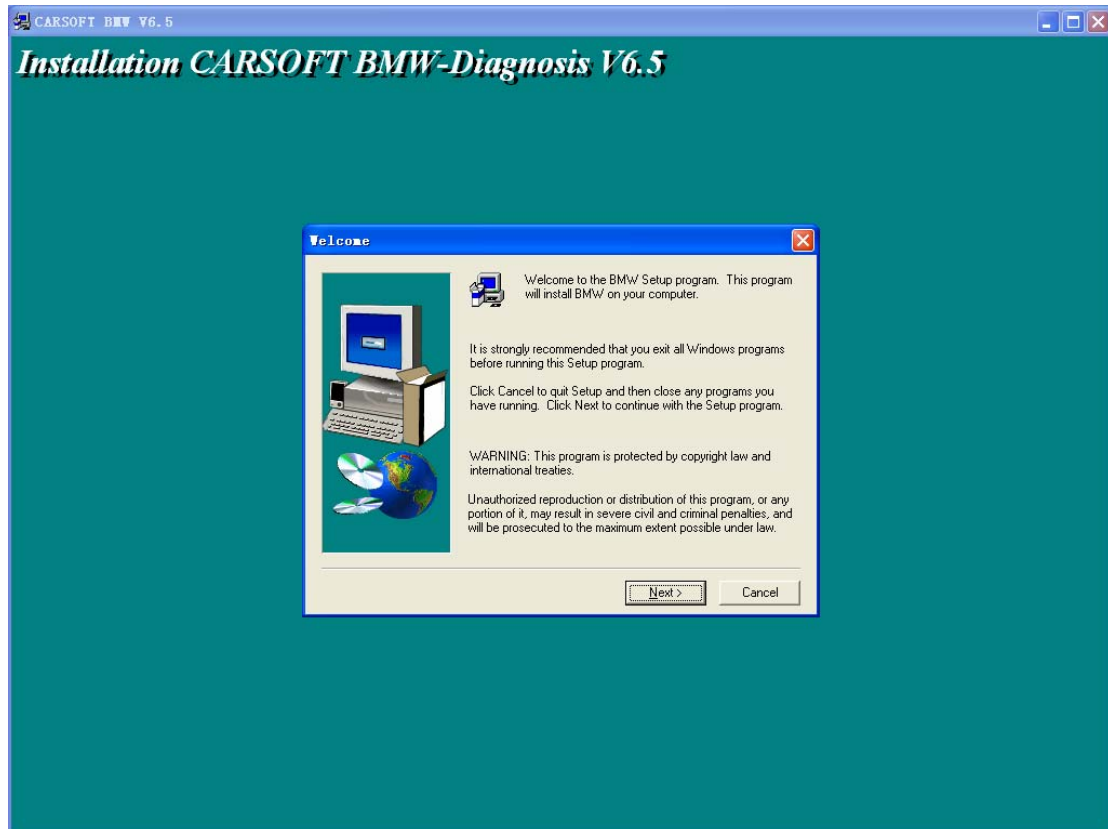 CARSOFT BMW V6.5
Installation CARSOFT BMW-Diagnosis V6.5
Welcome
Welcome to the BMW Setup program. This program
will install BMW on your computer.
It is strongly recommended that you exit all Windows programs
before running this Setup program.
Click Cancel to quit Setup and then close any programs you
have running. Click Next to continue with the Setup program.
WARNING: This program is protected by copyright law and
international treaties.
Unauthorized reproduction or distribution of this program, or any
portion of it, may result in severe civil and criminal penalties, and
will be prosecuted to the maximum extent possible under law.
Next >
Cancel